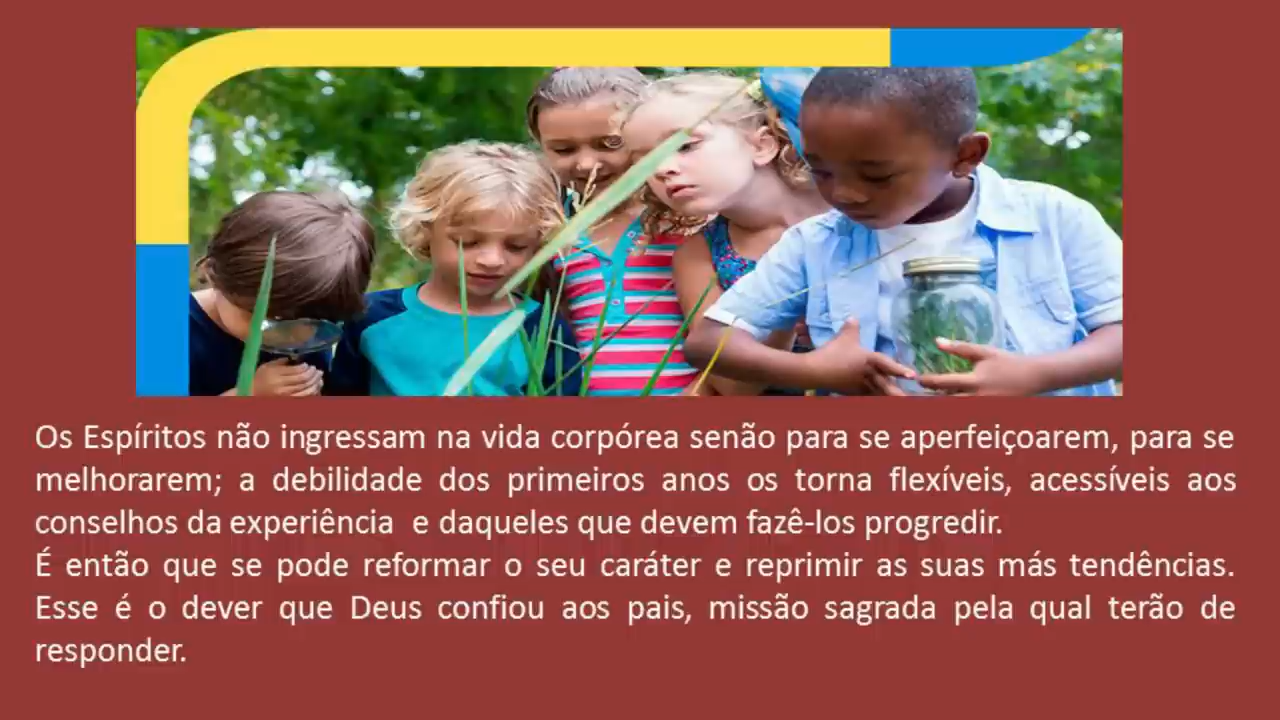 Os Espíritos não ingressam na vida corpórea senão para se aperfeiçoarem, para se
melhorarem; a debilidade dos primeiros anos os torna flexíveis, acessíveis aos
conselhos da experiência e daqueles que devem fazê-los progredir.
É então que se pode reformar o seu caráter e reprimir as suas más tendências.
Esse é o dever que Deus confiou aos pais, missão sagrada pela qual terão de
responder.